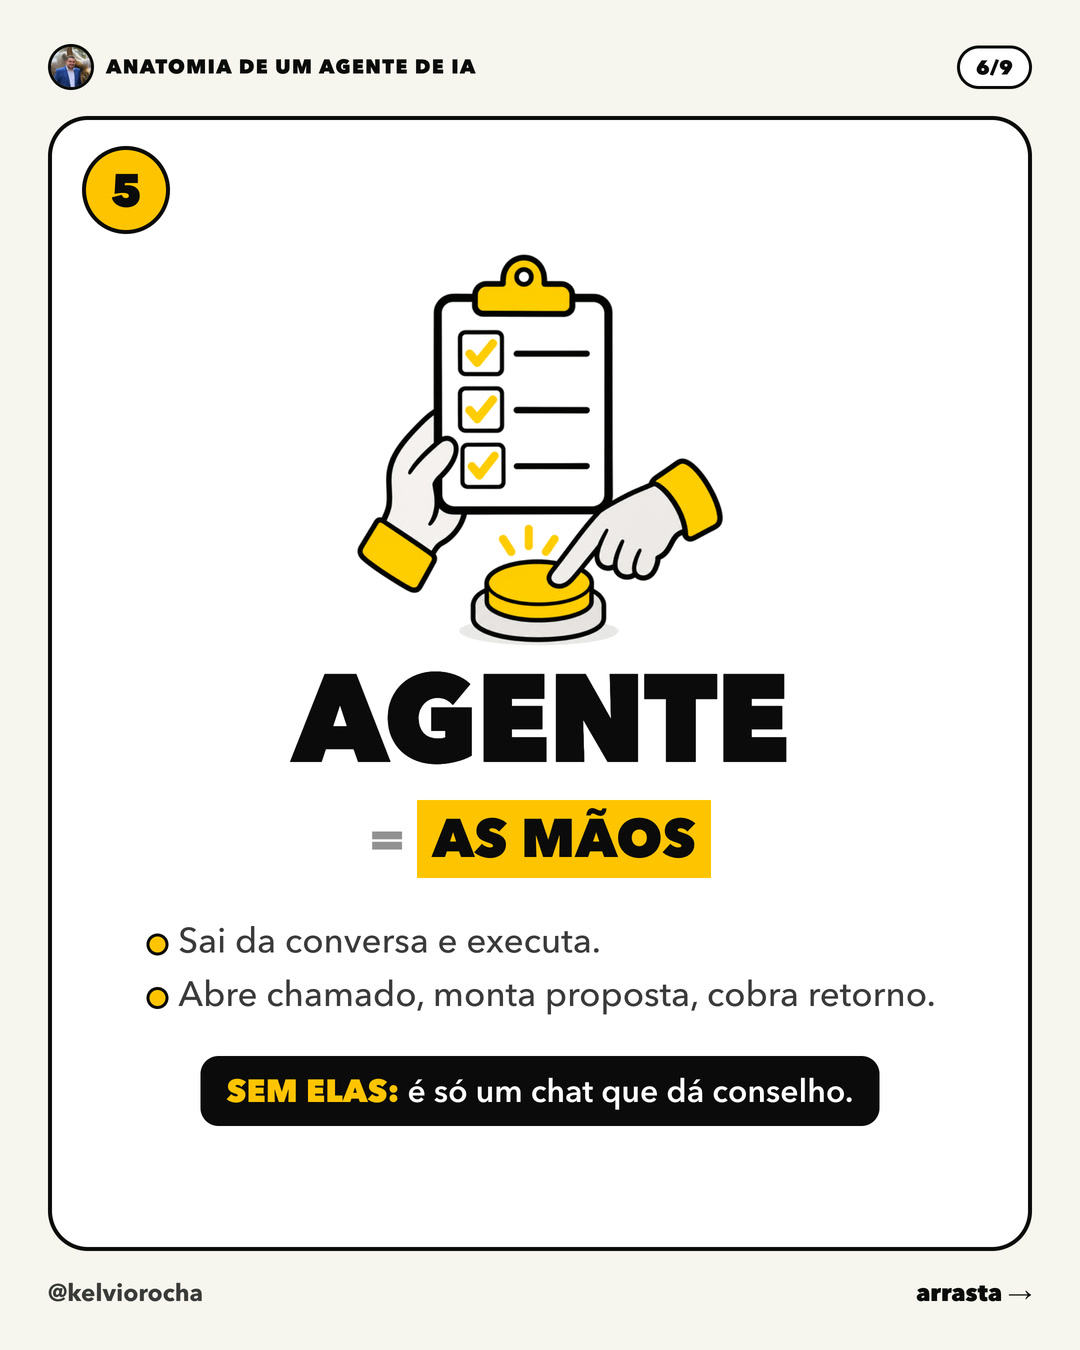 ANATOMIA DE UM AGENTE DE IA
6/9
5
AGENTE
= AS MÃOS
Sai da conversa e executa.
Abre chamado, monta proposta, cobra retorno.
SEM ELAS: é só um chat que dá conselho.
@kelviorocha
arrasta →